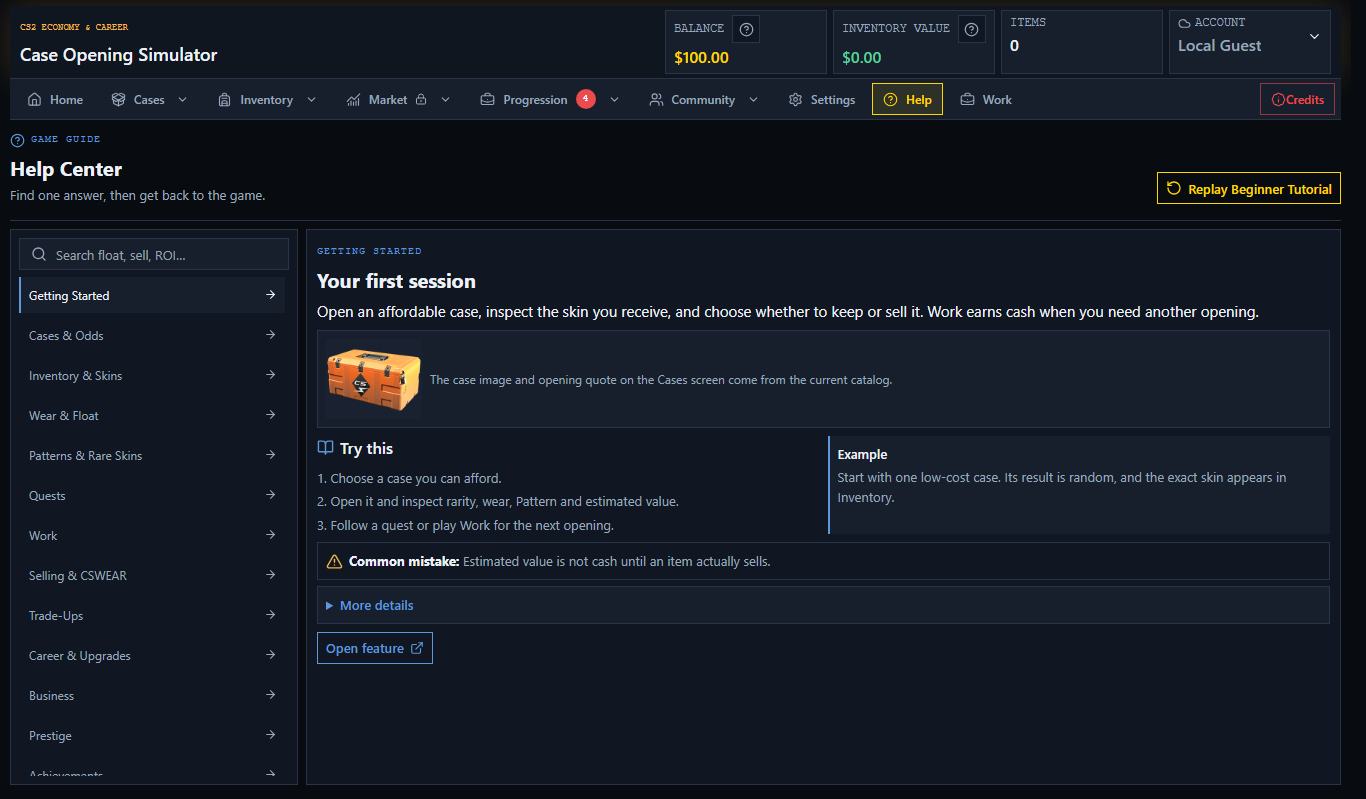 CS2 ECONOMY & CAREER
Case Opening Simulator
BALANCE
$100.00
INVENTORY VALUE
$0.00
ITEMS
0
ACCOUNT
Local Guest
Home
Cases
Inventory
Market
Progression 4
Community
Settings
Help
Work
Credits
GAME GUIDE
Help Center
Find one answer, then get back to the game.
Replay Beginner Tutorial
Search float, sell, ROI...
Getting Started
Cases & Odds
Inventory & Skins
Wear & Float
Patterns & Rare Skins
Quests
Work
Selling & CSWEAR
Trade-Ups
Career & Upgrades
Business
Prestige
Achievements
GETTING STARTED
Your first session
Open an affordable case, inspect the skin you receive, and choose whether to keep or sell it. Work earns cash when you need another opening.
CS
The case image and opening quote on the Cases screen come from the current catalog.
Try this
1. Choose a case you can afford.
2. Open it and inspect rarity, wear, Pattern and estimated value.
3. Follow a quest or play Work for the next opening.
Example
Start with one low-cost case. Its result is random, and the exact skin appears in
Inventory.
Common mistake: Estimated value is not cash until an item actually sells.
More details
Open feature